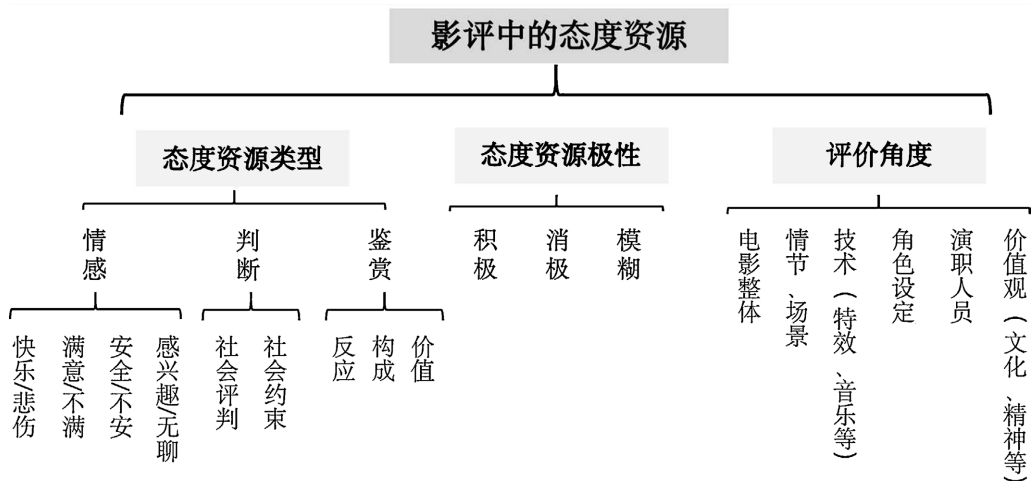 影评中的态度资源
态度资源类型
态度资源极性
评价角度
情感
判断
鉴赏
积极
消极
模糊
电影整体
情节、场景
技术（特效、音乐等）
角色设定
演职人员
价值观（文化、精神等）
快乐/悲伤
满意/不满
安全/不安
感兴趣/无聊
社会评判
社会约束
反应
构成
价值